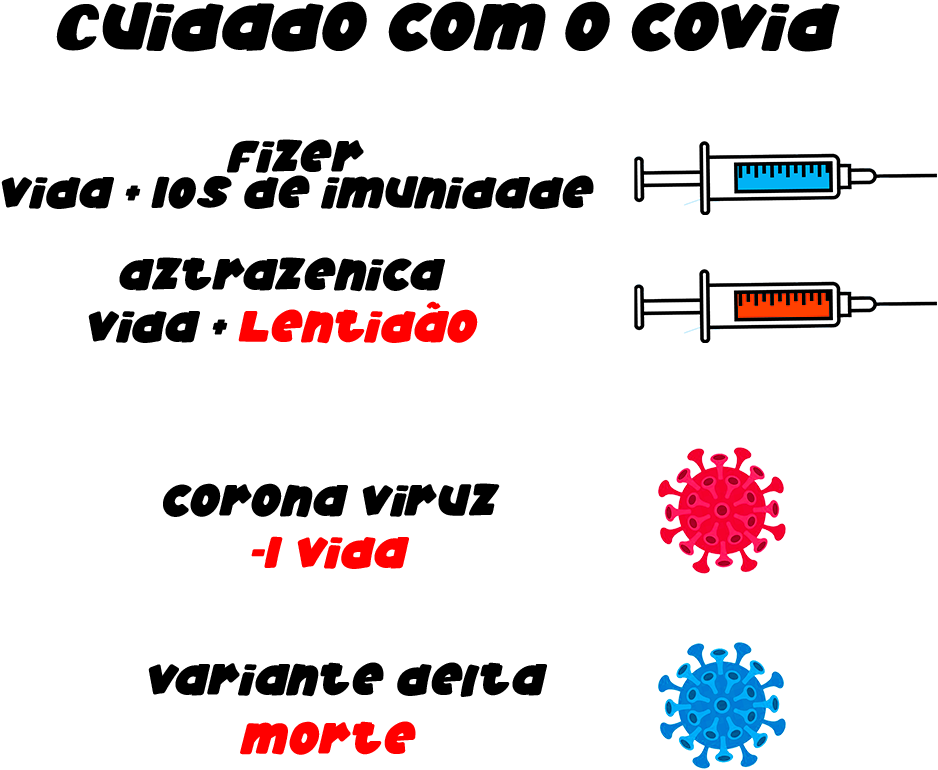 Cuidado com o covid
Fizer
vida + 10s de imunidade
aztrazenica
vida + Lentidão
corona viruz
-1 vida
variante delta
morte